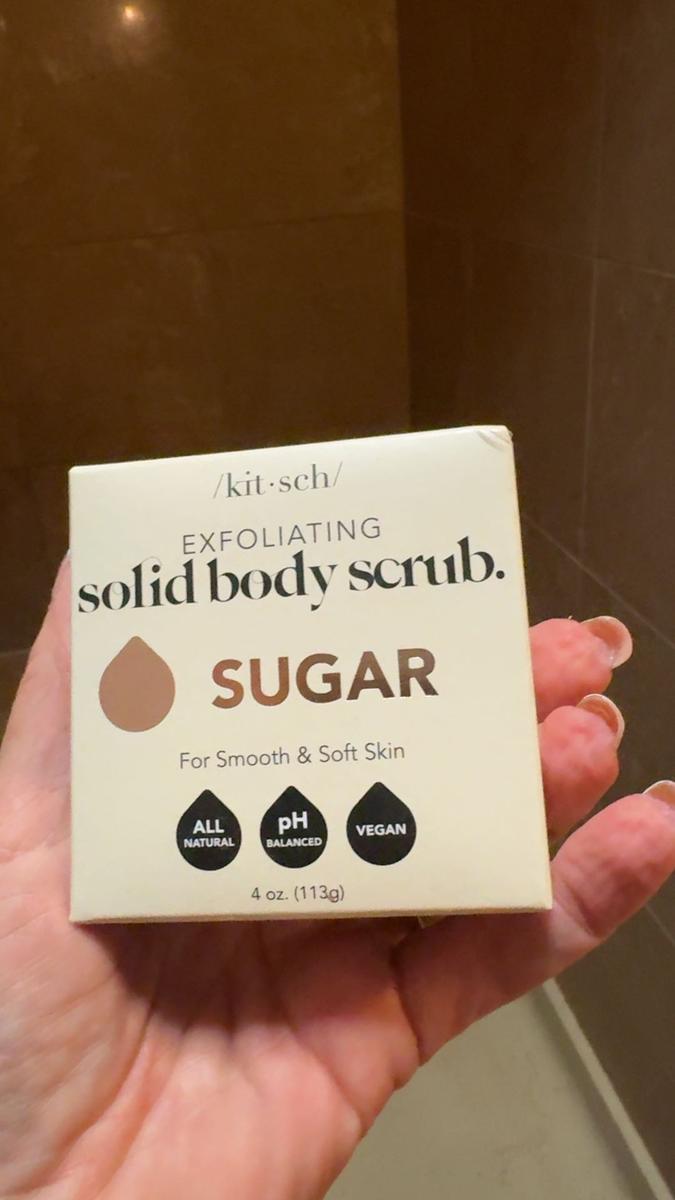 /kit·sch/
EXFOLIATING
solid body scrub.
SUGAR
For Smooth & Soft Skin
ALL
NATURAL
pH
BALANCED
VEGAN
4 oz. (113g)